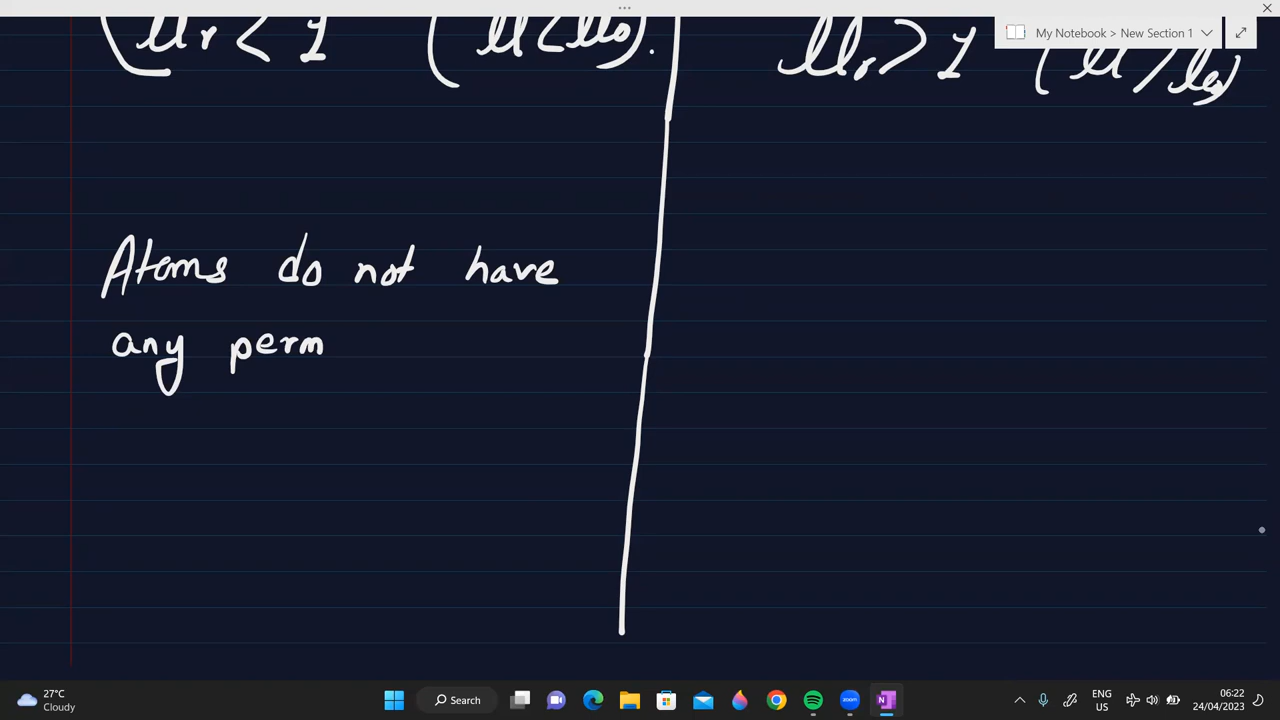 My Notebook > New Section 1
(μr < 1 (μ < μ0).
μr > 1 (μ > μ0)
Atoms do not have
any perm
27°C
Cloudy
Search
zoom
ENG
US
06:22
24/04/2023